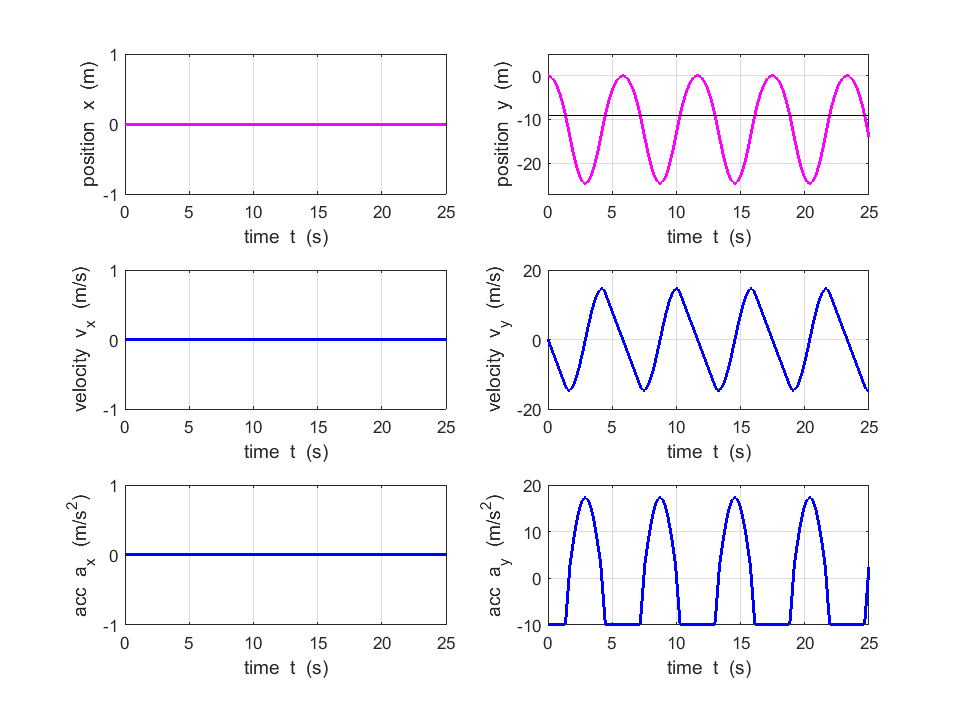 position x (m)
1
0
-1
0 5 10 15 20 25
time t (s)
position y (m)
0
-10
-20
0 5 10 15 20 25
time t (s)
velocity v_x (m/s)
1
0
-1
0 5 10 15 20 25
time t (s)
velocity v_y (m/s)
20
0
-20
0 5 10 15 20 25
time t (s)
acc a_x (m/s^2)
1
0
-1
0 5 10 15 20 25
time t (s)
acc a_y (m/s^2)
20
10
0
-10
0 5 10 15 20 25
time t (s)